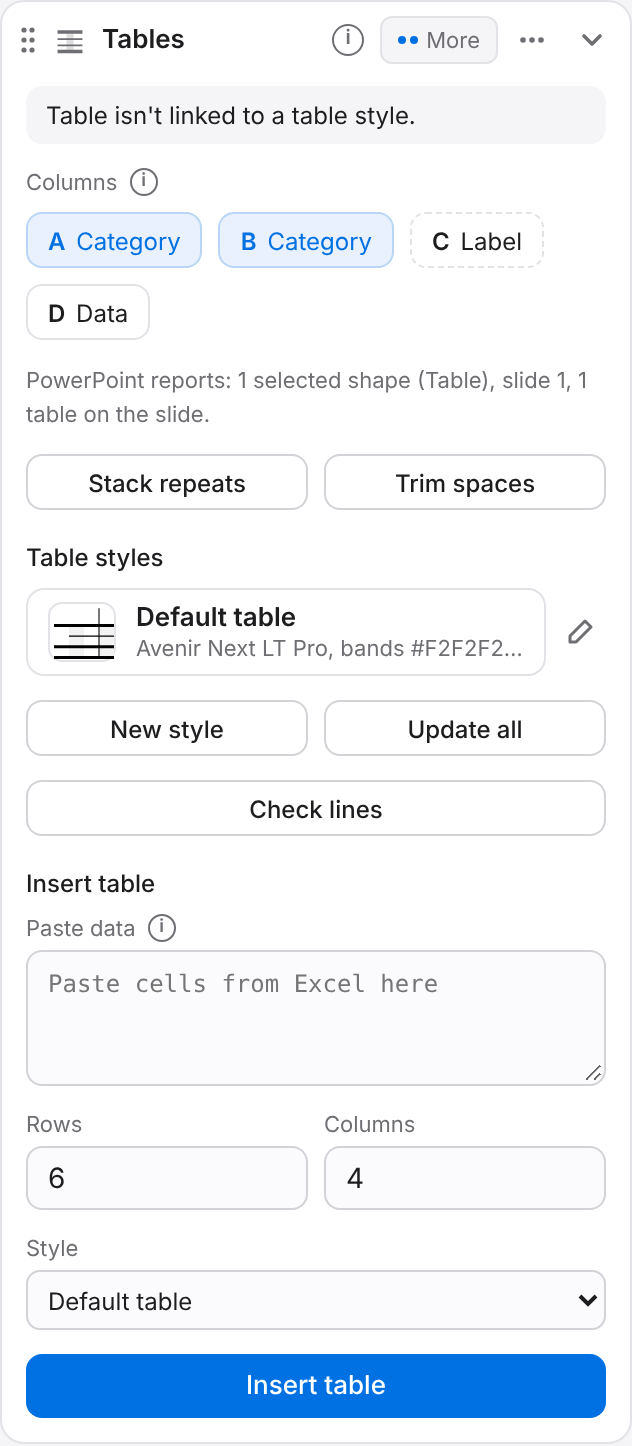 Tables
More
Table isn't linked to a table style.
Columns
A Category
B Category
C Label
D Data
PowerPoint reports: 1 selected shape (Table), slide 1, 1
table on the slide.
Stack repeats
Trim spaces
Table styles
Default table
Avenir Next LT Pro, bands #F2F2F2...
New style
Update all
Check lines
Insert table
Paste data
Paste cells from Excel here
Rows
Columns
6
4
Style
Default table
Insert table